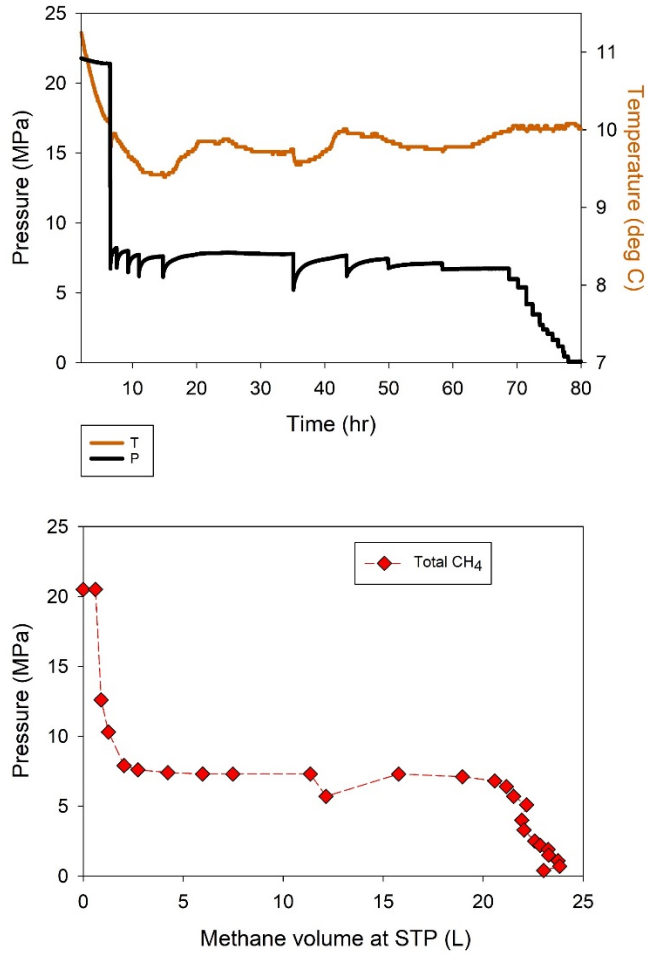 25
20
15
10
5
0
Pressure (MPa)
11
10
9
8
7
Temperature (deg C)
10 20 30 40 50 60 70 80
Time (hr)
T
P
25
20
15
10
5
0
Pressure (MPa)
Total CH4
0 5 10 15 20 25
Methane volume at STP (L)